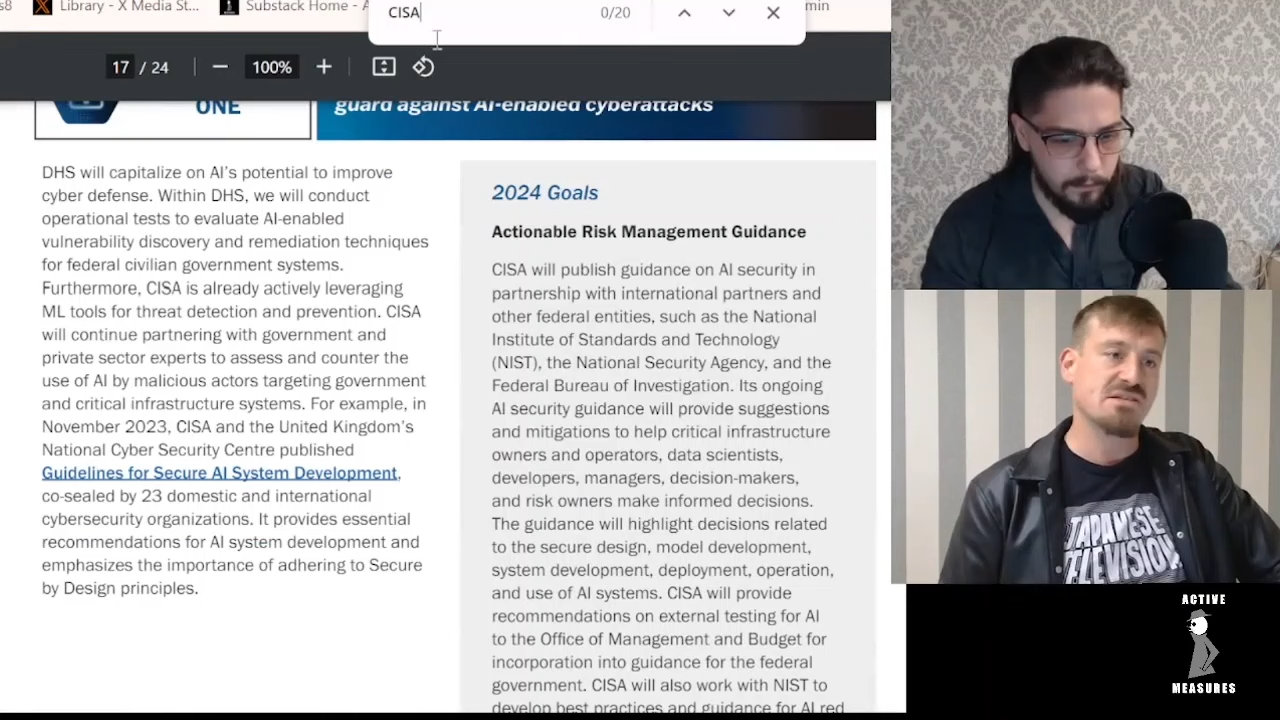 s8
Library - X Media St...
Substack Home - A
min
CISA
0/20
17 / 24
100%
ONE
guard against AI-enabled cyberattacks
DHS will capitalize on AI's potential to improve
cyber defense. Within DHS, we will conduct
operational tests to evaluate AI-enabled
vulnerability discovery and remediation techniques
for federal civilian government systems.
Furthermore, CISA is already actively leveraging
ML tools for threat detection and prevention. CISA
will continue partnering with government and
private sector experts to assess and counter the
use of AI by malicious actors targeting government
and critical infrastructure systems. For example, in
November 2023, CISA and the United Kingdom's
National Cyber Security Centre published
Guidelines for Secure AI System Development,
co-sealed by 23 domestic and international
cybersecurity organizations. It provides essential
recommendations for AI system development and
emphasizes the importance of adhering to Secure
by Design principles.
2024 Goals
Actionable Risk Management Guidance
CISA will publish guidance on AI security in
partnership with international partners and
other federal entities, such as the National
Institute of Standards and Technology
(NIST), the National Security Agency, and the
Federal Bureau of Investigation. Its ongoing
AI security guidance will provide suggestions
and mitigations to help critical infrastructure
owners and operators, data scientists,
developers, managers, decision-makers,
and risk owners make informed decisions.
The guidance will highlight decisions related
to the secure design, model development,
system development, deployment, operation,
and use of AI systems. CISA will provide
recommendations on external testing for AI
to the Office of Management and Budget for
incorporation into guidance for the federal
government. CISA will also work with NIST to
develop best practices and guidance for AI red
JAPANESE
TELEVISION
ACTIVE
MEASURES